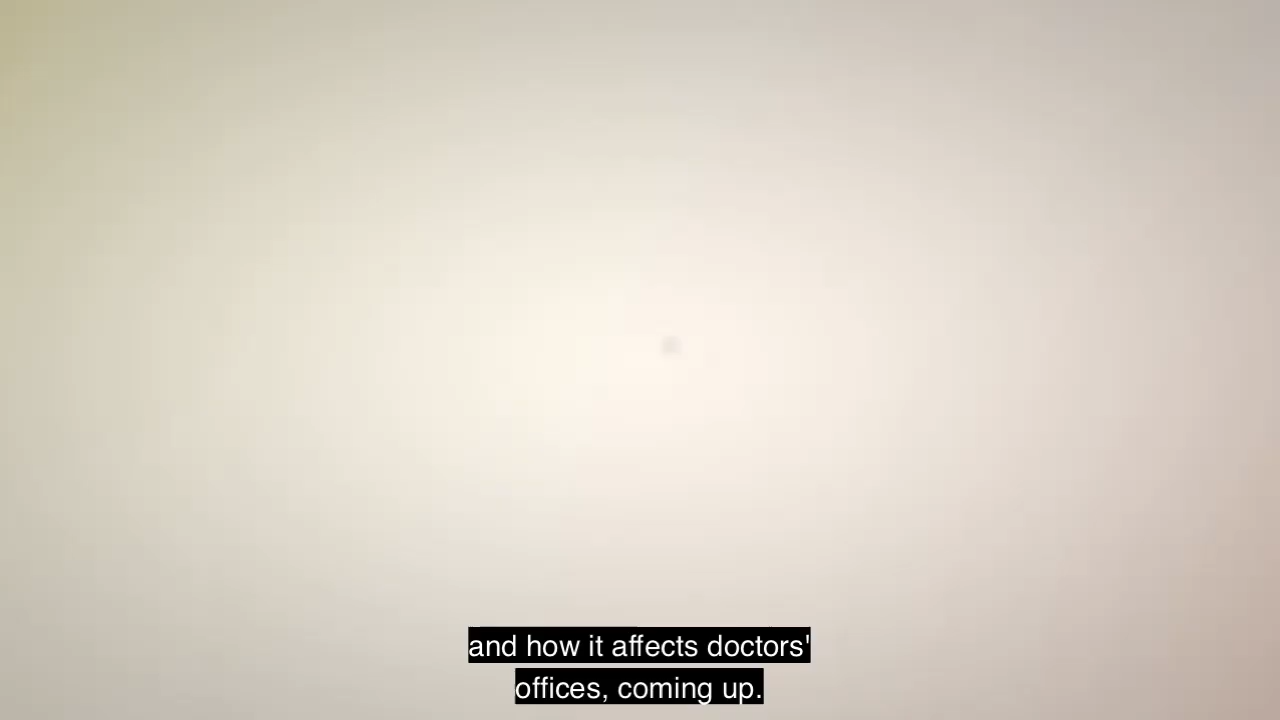 and how it affects doctors'
offices, coming up.